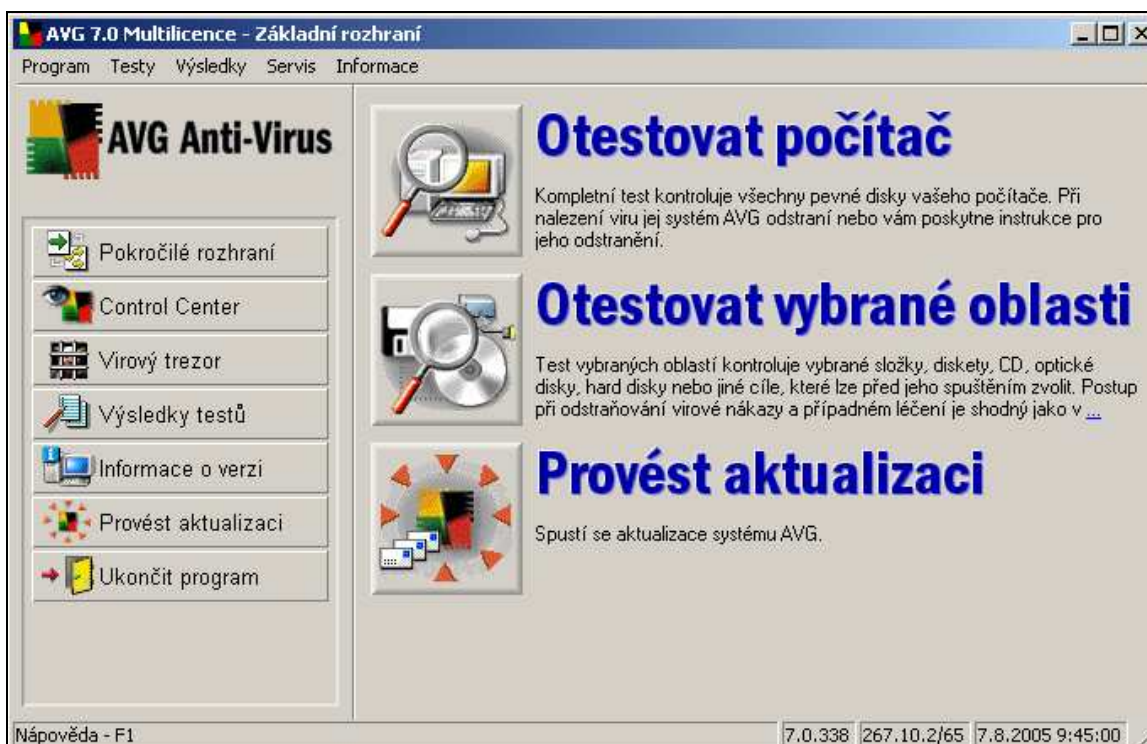 AVG 7.0 Multilicence - Základní rozhraní
Program Testy Výsledky Servis Informace
AVG Anti-Virus
Pokročilé rozhraní
Control Center
Virový trezor
Výsledky testů
Informace o verzi
Provést aktualizaci
Ukončit program
Otestovat počítač
Kompletní test kontroluje všechny pevné disky vašeho počítače. Při
nalezení viru jej systém AVG odstraní nebo vám poskytne instrukce pro
jeho odstranění.
Otestovat vybrané oblasti
Test vybraných oblastí kontroluje vybrané složky, diskety, CD, optické
disky, hard disky nebo jiné cíle, které lze před jeho spuštěním zvolit. Postup
při odstraňování virové nákazy a případném léčení je shodný jako v ...
Provést aktualizaci
Spustí se aktualizace systému AVG.
Nápověda - F1
7.0.338 267.10.2/65 7.8.2005 9:45:00